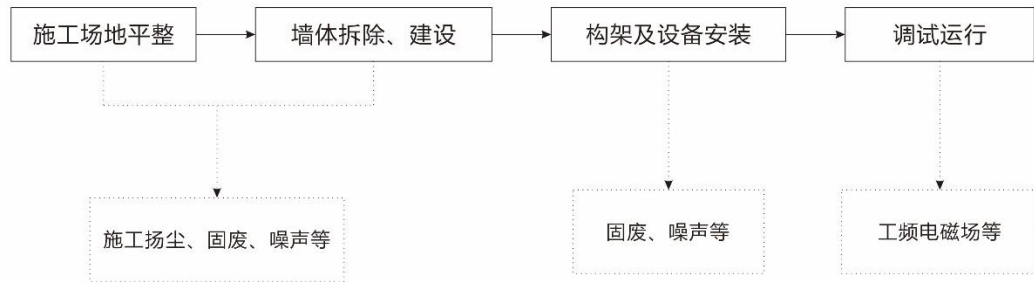 施工场地平整
墙体拆除、建设
构架及设备安装
调试运行
施工扬尘、固废、噪声等
固废、噪声等
工频电磁场等